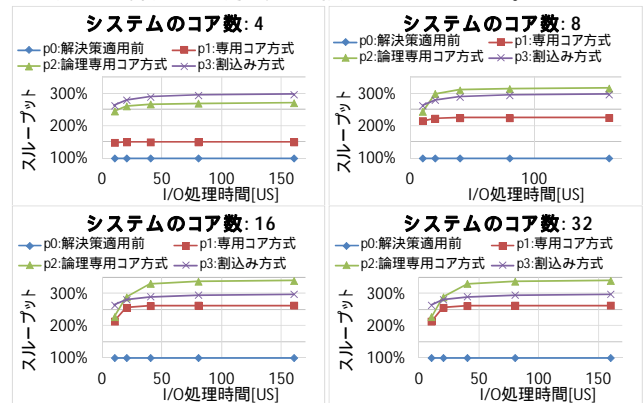 システムのコア数: 4
p0:解決策適用前 p1:専用コア方式
p2:論理専用コア方式 p3:割込み方式
スループット
300%
200%
100%
0 50 100 150
I/O処理時間[US]
システムのコア数: 8
p0:解決策適用前 p1:専用コア方式
p2:論理専用コア方式 p3:割込み方式
スループット
300%
200%
100%
0 100
I/O処理時間[US]
システムのコア数: 16
p0:解決策適用前 p1:専用コア方式
p2:論理専用コア方式 p3:割込み方式
スループット
300%
200%
100%
0 50 100 150
I/O処理時間[US]
システムのコア数: 32
p0:解決策適用前 p1:専用コア方式
p2:論理専用コア方式 p3:割込み方式
スループット
300%
200%
100%
0 50 100 150
I/O処理時間[US]